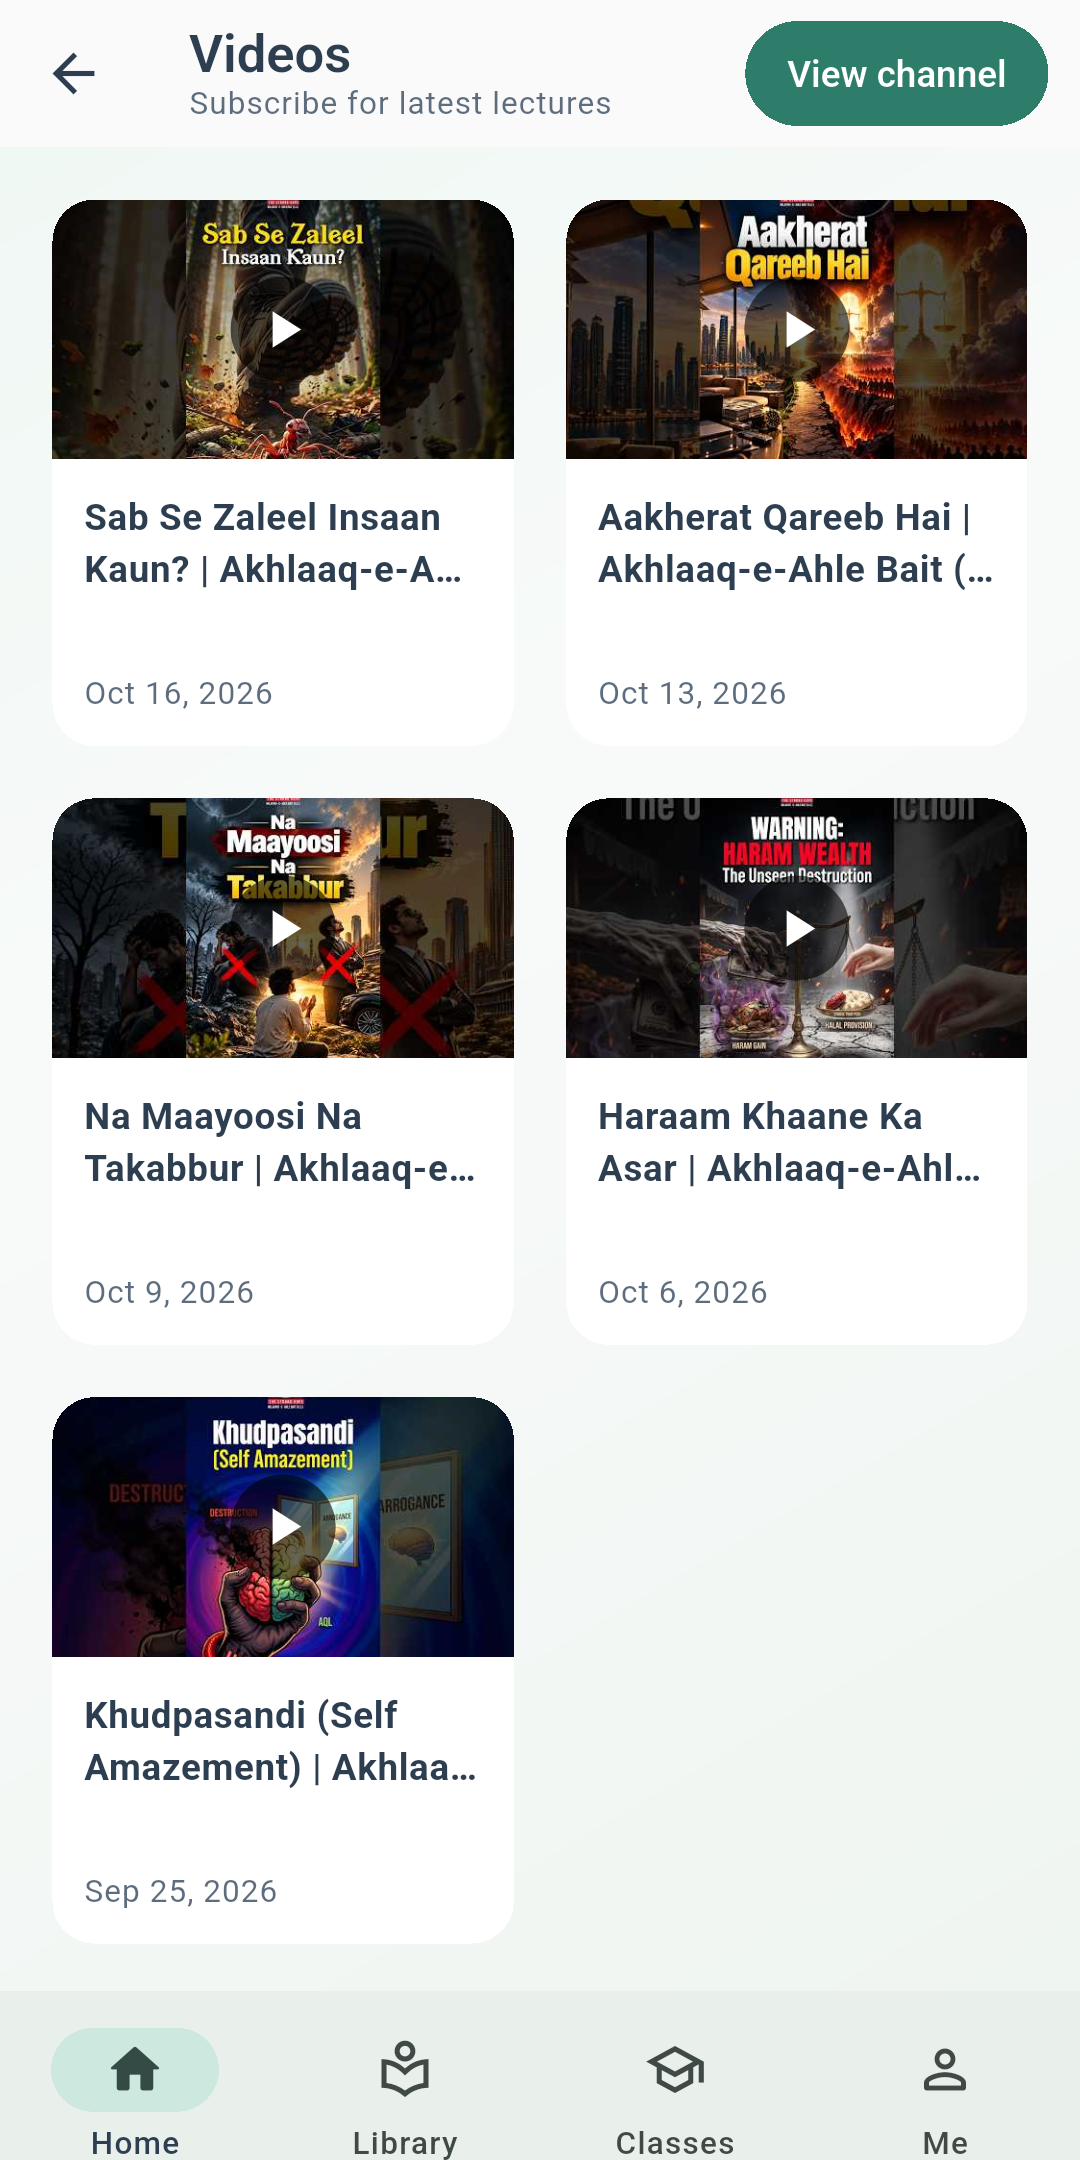 Videos
Subscribe for latest lectures
View channel
Sab Se Zaleel
Insaan Kaun?
Sab Se Zaleel Insaan
Kaun? | Akhlaaq-e-A...
Oct 16, 2026
Aakherat
Qareeb Hai
Aakherat Qareeb Hai |
Akhlaaq-e-Ahle Bait (...
Oct 13, 2026
Na
Maayoosi
Na
Takabbur
Na Maayoosi Na
Takabbur | Akhlaaq-e...
Oct 9, 2026
WARNING:
HARAM WEALTH
The Unseen Destruction
HALAL PROVISION
HARAM GAIN
Haraam Khaane Ka
Asar | Akhlaaq-e-Ahl...
Oct 6, 2026
Khudpasandi
(Self Amazement)
DESTRUC
DESTRUCTION
ARROGANCE
ARROGANCE
AQL
Khudpasandi (Self
Amazement) | Akhlaa...
Sep 25, 2026
Home
Library
Classes
Me